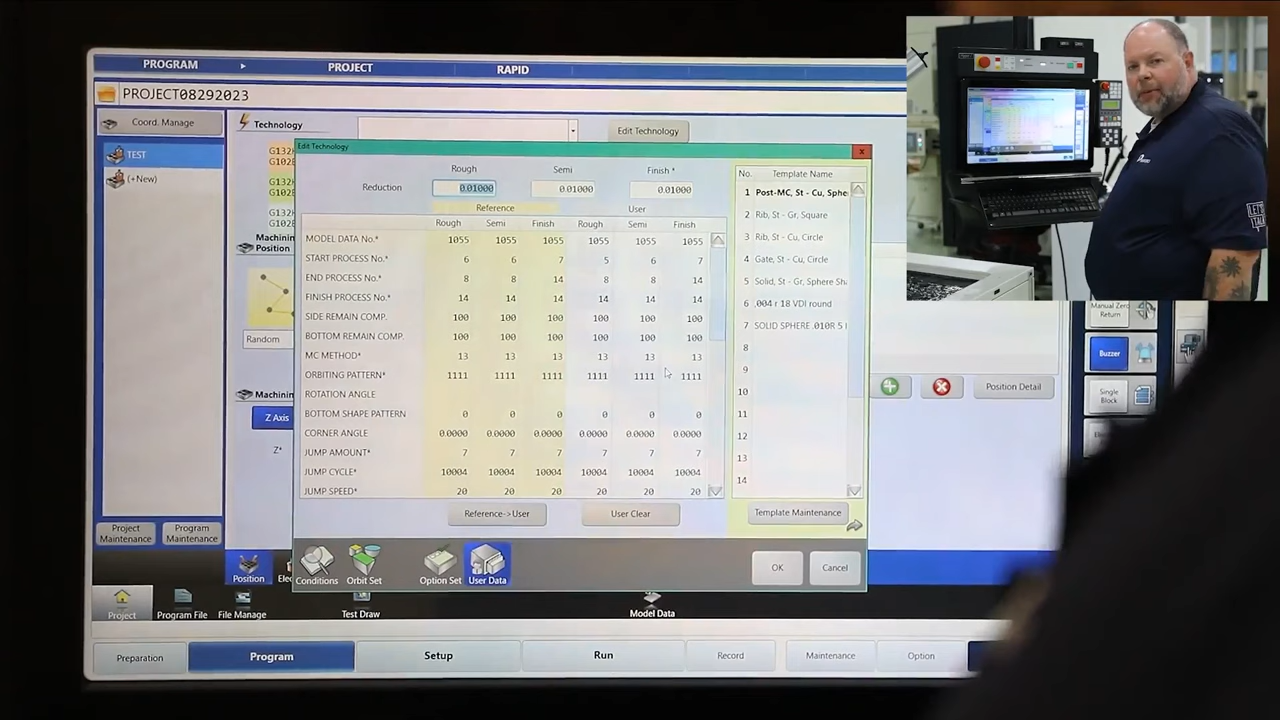 PROGRAM PROJECT RAPID
PROJECT08292023
Coord. Manage
TEST
(+New)
Technology
Edit Technology
Edit Technology
Rough Semi Finish *
Reduction 0.01000 0.01000 0.01000
Reference User
Rough Semi Finish Rough Semi Finish
MODEL DATA No.* 1055 1055 1055 1055 1055 1055
START PROCESS No.* 6 6 7 5 6 7
END PROCESS No.* 8 8 14 8 8 14
FINISH PROCESS No.* 14 14 14 14 14 14
SIDE REMAIN COMP. 100 100 100 100 100 100
BOTTOM REMAIN COMP. 100 100 100 100 100 100
MC METHOD* 13 13 13 13 13 13
ORBITING PATTERN* 1111 1111 1111 1111 1111 1111
ROTATION ANGLE
BOTTOM SHAPE PATTERN 0 0 0 0 0 0
CORNER ANGLE 0.0000 0.0000 0.0000 0.0000 0.0000 0.0000
JUMP AMOUNT* 7 7 7 7 7 7
JUMP CYCLE* 10004 10004 10004 10004 10004 10004
JUMP SPEED* 20 20 20 20 20 20
No. Template Name
1 Post-MC, St - Cu, Sphe
2 Rib, St - Gr, Square
3 Rib, St - Cu, Circle
4 Gate, St - Cu, Circle
5 Solid, St - Gr, Sphere Sh
6 .004 r 18 VDI round
7 SOLID SPHERE .010R 5
8
9
10
11
12
13
14
Reference->User
User Clear
Template Maintenance
Machining
Position
Random
Z Axis
Z*
Position Detail
Manual Zero
Return
Buzzer
Single
Block
Project
Maintenance
Program
Maintenance
Conditions
Orbit Set
Option Set
User Data
OK
Cancel
Position
Project
Program File
File Manage
Test Draw
Model Data
Preparation
Program
Setup
Run
Record
Maintenance
Option